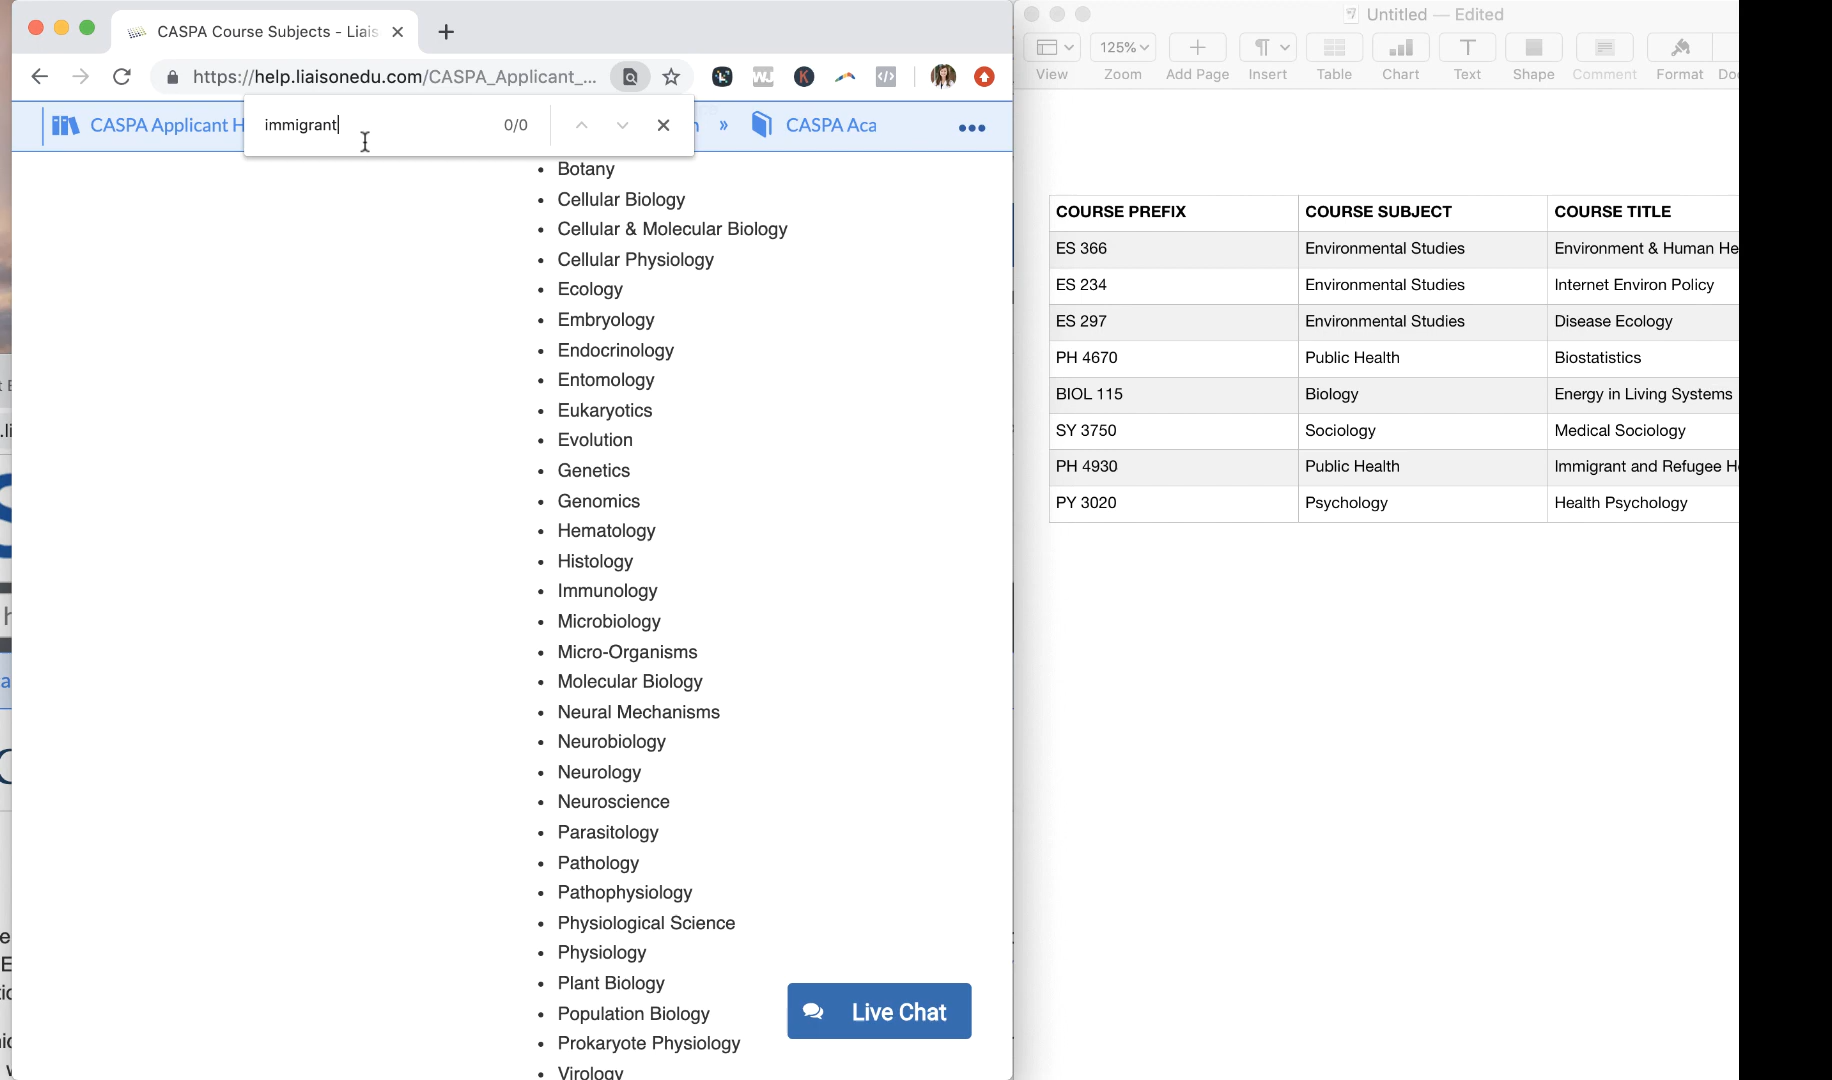 CASPA Course Subjects - Liais
https://help.liaisonedu.com/CASPA_Applicant_...
CASPA Applicant H
immigrant
0/0
»
CASPA Aca
Botany
Cellular Biology
Cellular & Molecular Biology
Cellular Physiology
Ecology
Embryology
Endocrinology
Entomology
Eukaryotics
Evolution
Genetics
Genomics
Hematology
Histology
Immunology
Microbiology
Micro-Organisms
Molecular Biology
Neural Mechanisms
Neurobiology
Neurology
Neuroscience
Parasitology
Pathology
Pathophysiology
Physiological Science
Physiology
Plant Biology
Population Biology
Prokaryote Physiology
Virology
Live Chat
Untitled — Edited
125%
View Zoom Add Page Insert Table Chart Text Shape Comment Format Do
COURSE PREFIX COURSE SUBJECT COURSE TITLE
ES 366 Environmental Studies Environment & Human He
ES 234 Environmental Studies Internet Environ Policy
ES 297 Environmental Studies Disease Ecology
PH 4670 Public Health Biostatistics
BIOL 115 Biology Energy in Living Systems
SY 3750 Sociology Medical Sociology
PH 4930 Public Health Immigrant and Refugee H
PY 3020 Psychology Health Psychology